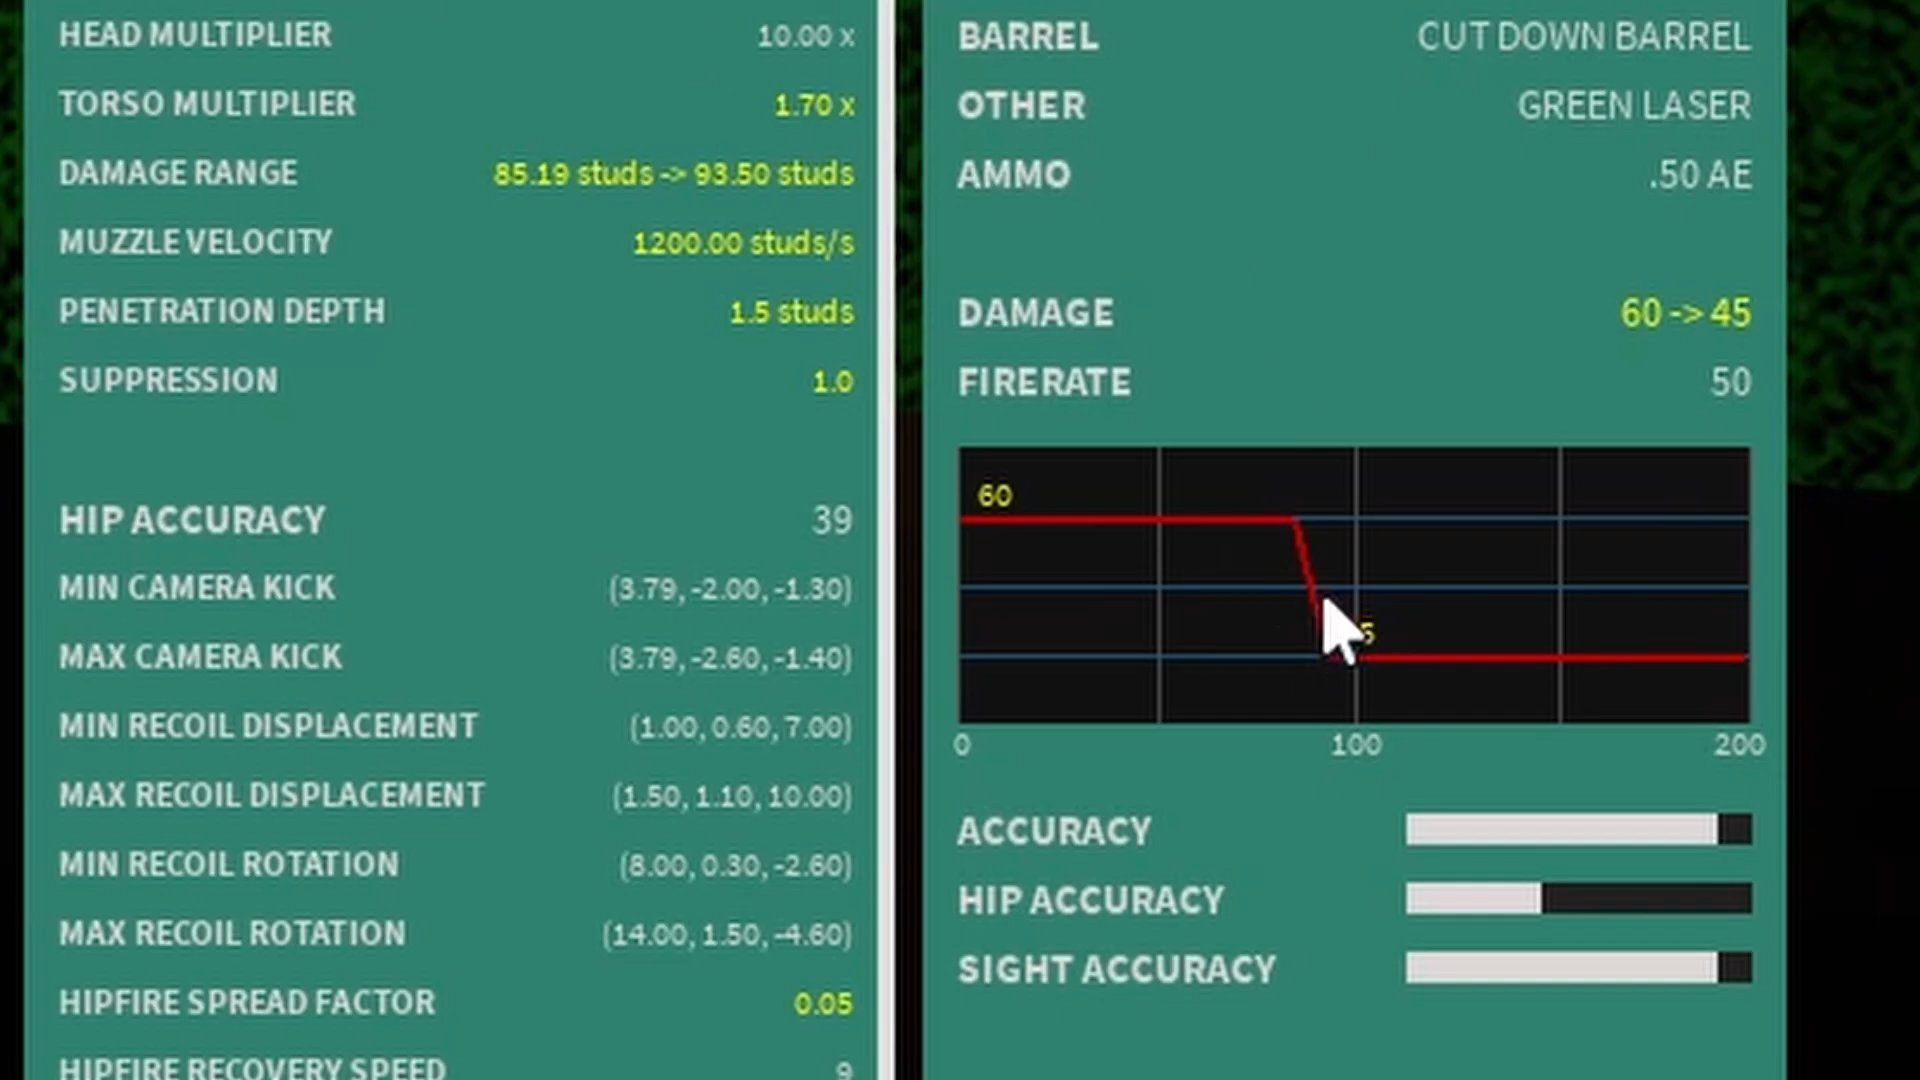 HEAD MULTIPLIER 10.00 x
TORSO MULTIPLIER 1.70 x
DAMAGE RANGE 85.19 studs -> 93.50 studs
MUZZLE VELOCITY 1200.00 studs/s
PENETRATION DEPTH 1.5 studs
SUPPRESSION 1.0
HIP ACCURACY 39
MIN CAMERA KICK (3.79, -2.00, -1.30)
MAX CAMERA KICK (3.79, -2.60, -1.40)
MIN RECOIL DISPLACEMENT (1.00, 0.60, 7.00)
MAX RECOIL DISPLACEMENT (1.50, 1.10, 10.00)
MIN RECOIL ROTATION (8.00, 0.30, -2.60)
MAX RECOIL ROTATION (14.00, 1.50, -4.60)
HIPFIRE SPREAD FACTOR 0.05
HIPFIRE RECOVERY SPEED 9
BARREL CUT DOWN BARREL
OTHER GREEN LASER
AMMO .50 AE
DAMAGE 60 -> 45
FIRERATE 50
60
5
0 100 200
ACCURACY
HIP ACCURACY
SIGHT ACCURACY